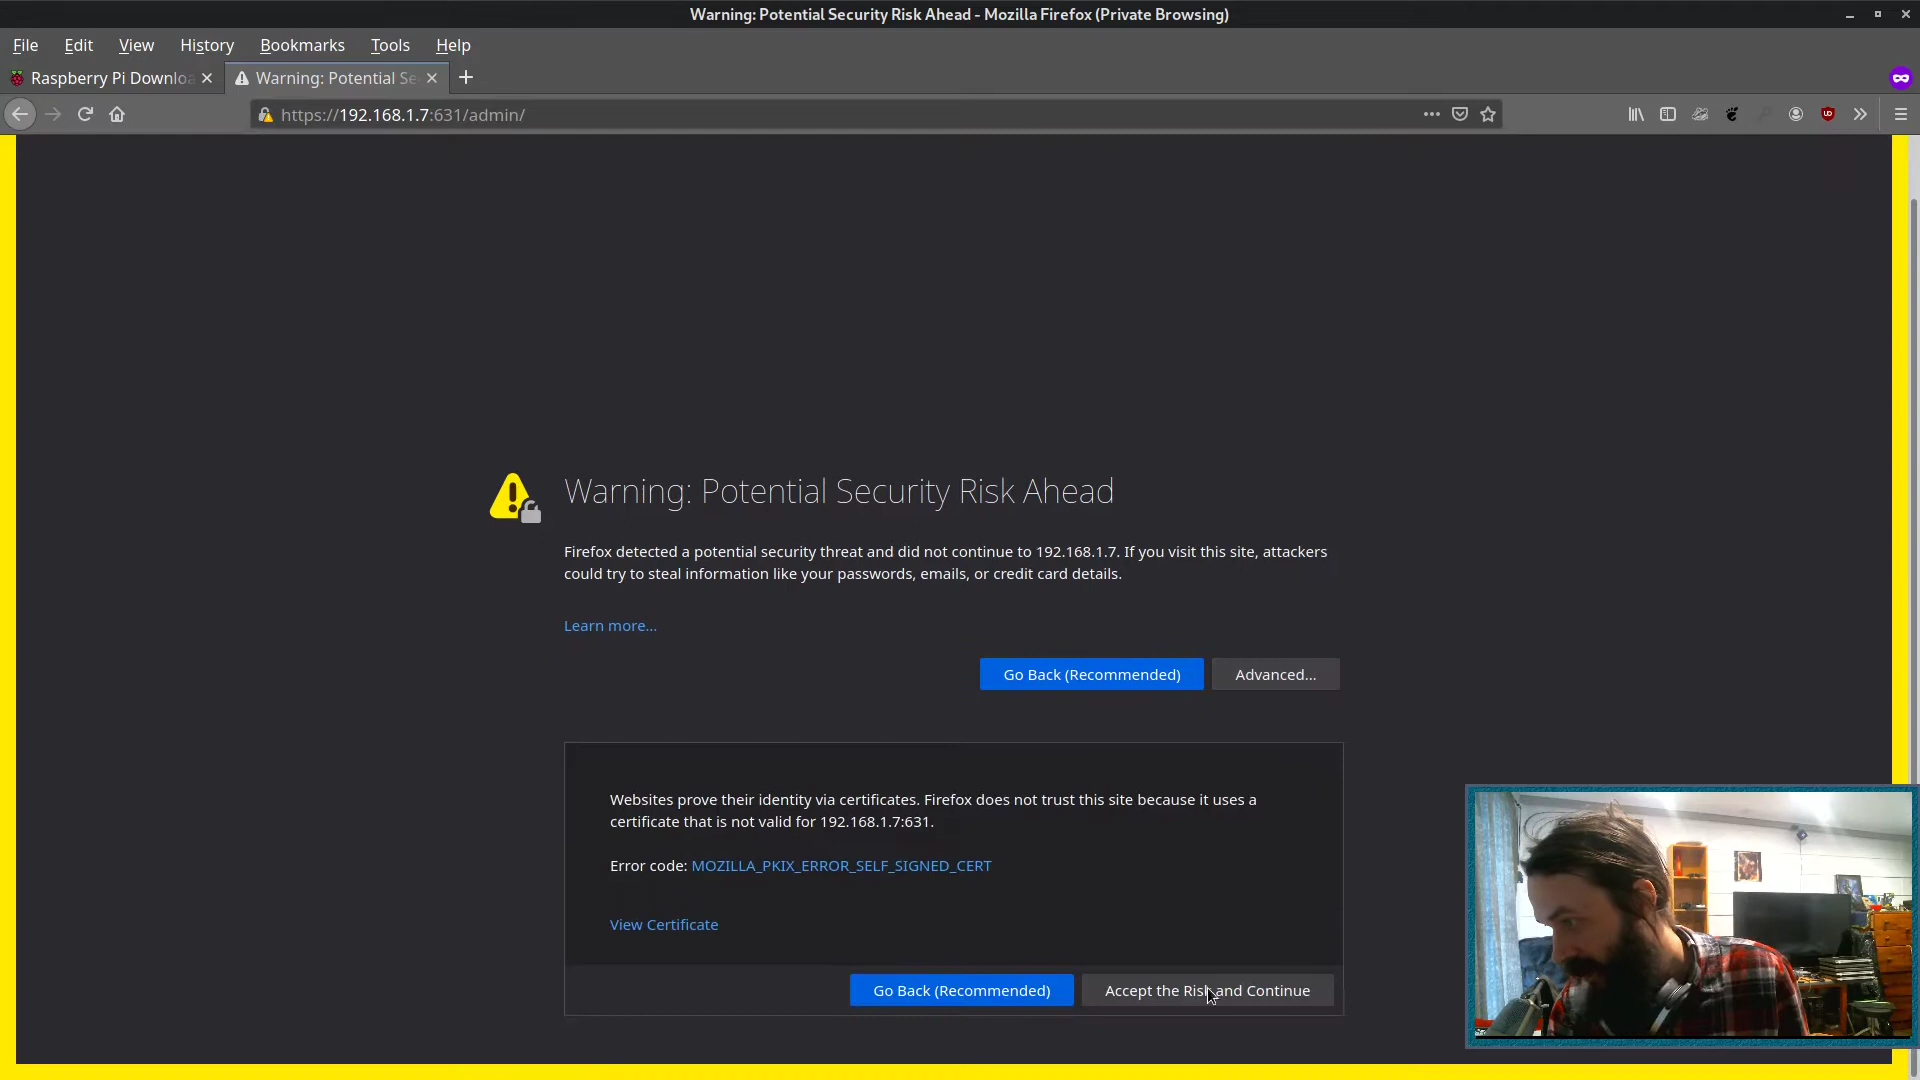 Warning: Potential Security Risk Ahead - Mozilla Firefox (Private Browsing)
File Edit View History Bookmarks Tools Help
Raspberry Pi Downloa
Warning: Potential Se
https://192.168.1.7:631/admin/
Warning: Potential Security Risk Ahead
Firefox detected a potential security threat and did not continue to 192.168.1.7. If you visit this site, attackers
could try to steal information like your passwords, emails, or credit card details.
Learn more...
Go Back (Recommended)
Advanced...
Websites prove their identity via certificates. Firefox does not trust this site because it uses a
certificate that is not valid for 192.168.1.7:631.
Error code: MOZILLA_PKIX_ERROR_SELF_SIGNED_CERT
View Certificate
Go Back (Recommended)
Accept the Risk and Continue